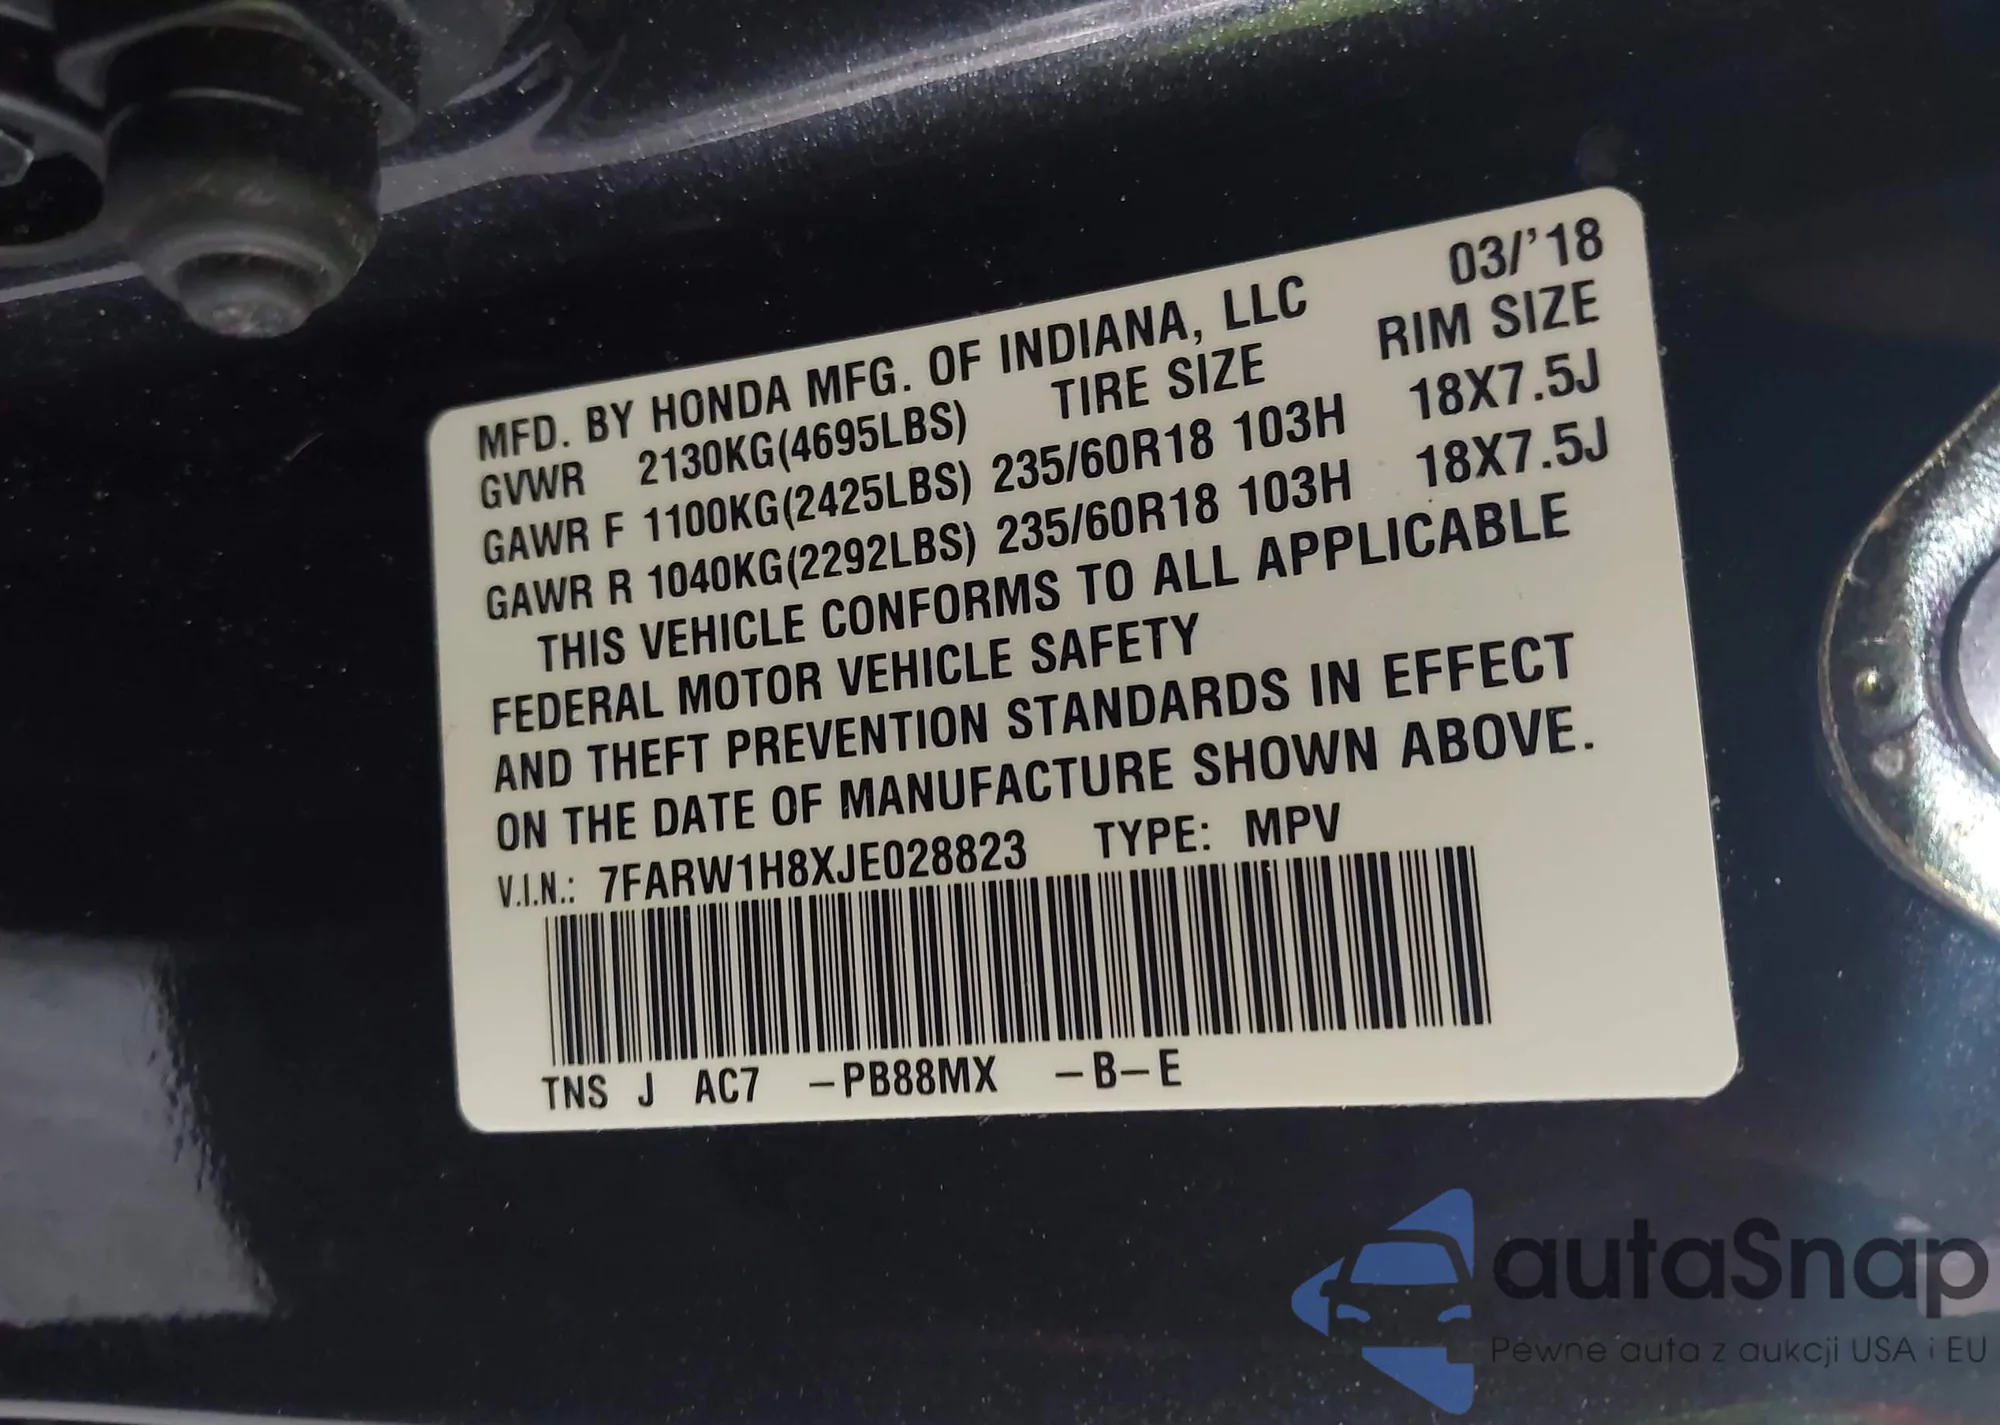 03/'18
MFD. BY HONDA MFG. OF INDIANA, LLC
GVWR 2130KG(4695LBS) TIRE SIZE RIM SIZE
GAWR F 1100KG(2425LBS) 235/60R18 103H 18X7.5J
GAWR R 1040KG(2292LBS) 235/60R18 103H 18X7.5J
THIS VEHICLE CONFORMS TO ALL APPLICABLE
FEDERAL MOTOR VEHICLE SAFETY
AND THEFT PREVENTION STANDARDS IN EFFECT
ON THE DATE OF MANUFACTURE SHOWN ABOVE.
V.I.N.: 7FARW1H8XJE028823 TYPE: MPV
TNS J AC7 –PB88MX –B–E
autaSnap
Pewne auta z aukcji USA i EU